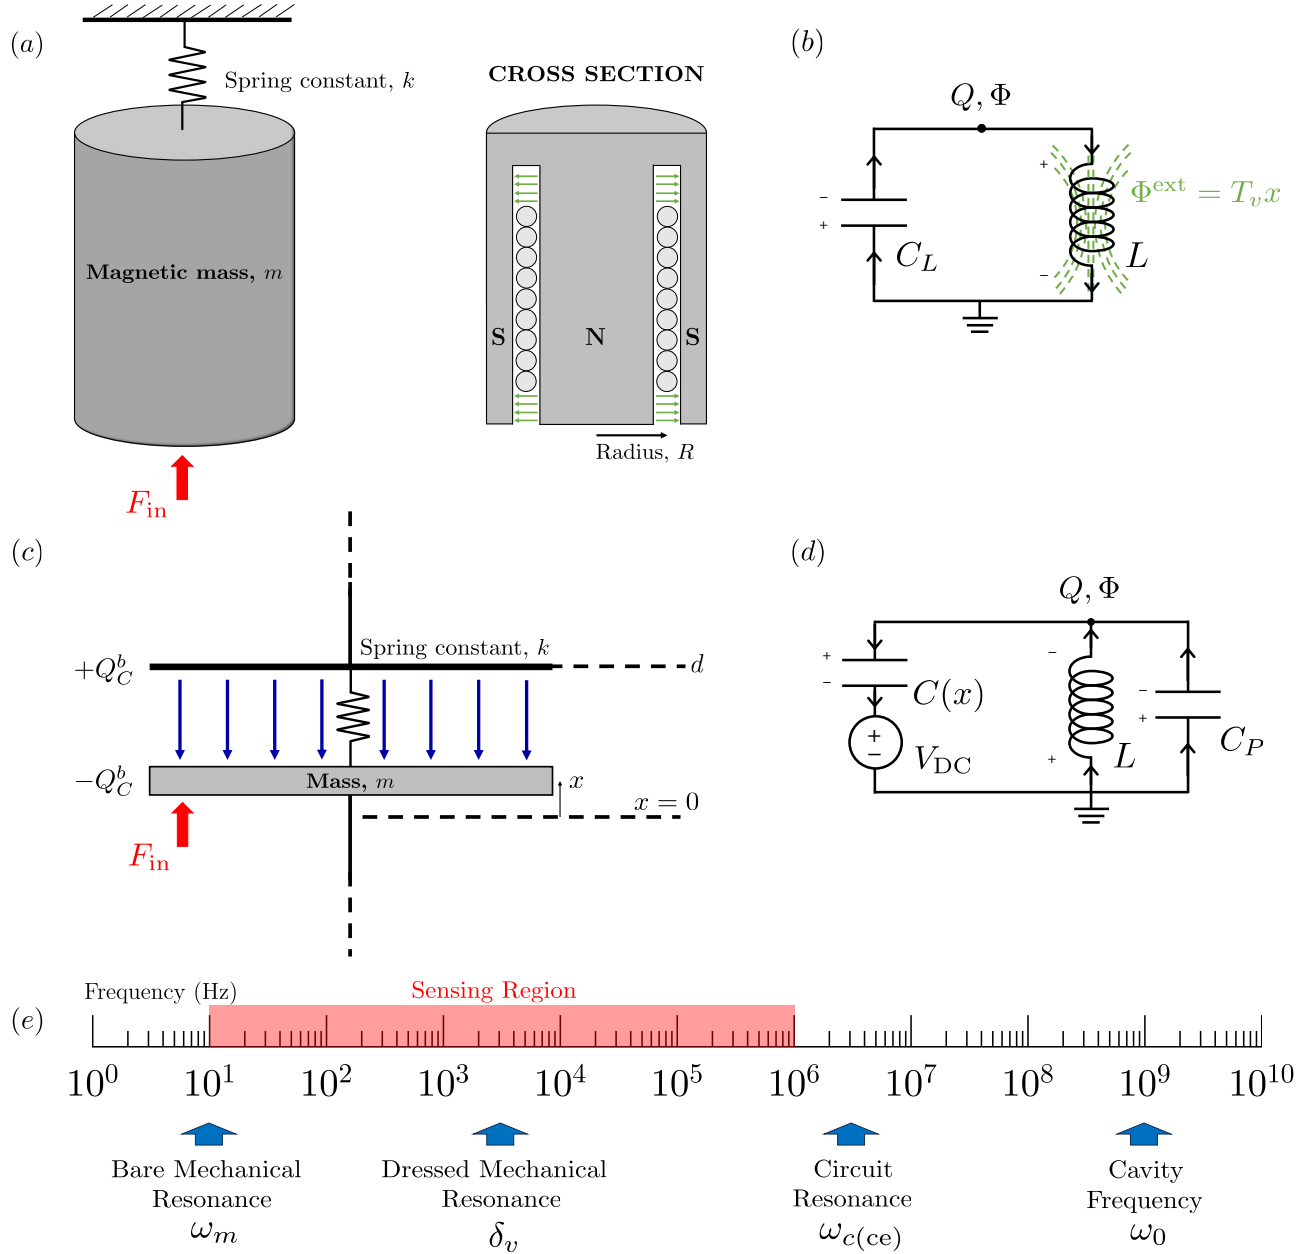 (a)
Spring constant, k
Magnetic mass, m
F_in
CROSS SECTION
S
N
S
Radius, R
(b)
Q, Φ
−
+
C_L
+
−
L
Φ^ext = T_v x
(c)
Spring constant, k
+Q_C^b
d
−Q_C^b
Mass, m
x
x = 0
F_in
(d)
Q, Φ
+
−
C(x)
+
−
V_DC
−
+
L
−
+
C_P
(e)
Frequency (Hz)
Sensing Region
10^0 10^1 10^2 10^3 10^4 10^5 10^6 10^7 10^8 10^9 10^10
Bare Mechanical
Resonance
ω_m
Dressed Mechanical
Resonance
δ_v
Circuit
Resonance
ω_c(ce)
Cavity
Frequency
ω_0